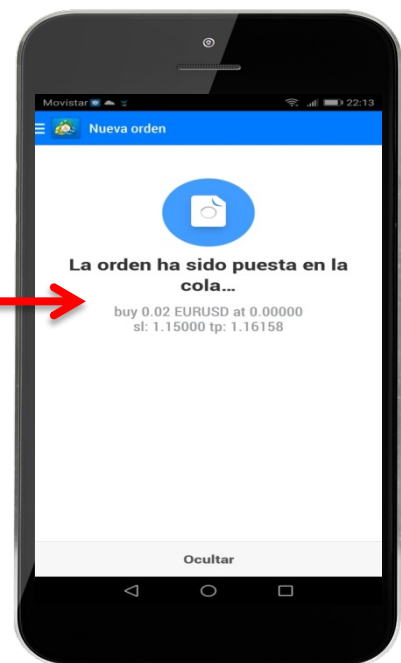 Movistar 22:13
Nueva orden
La orden ha sido puesta en la
cola...
buy 0.02 EURUSD at 0.00000
sl: 1.15000 tp: 1.16158
Ocultar